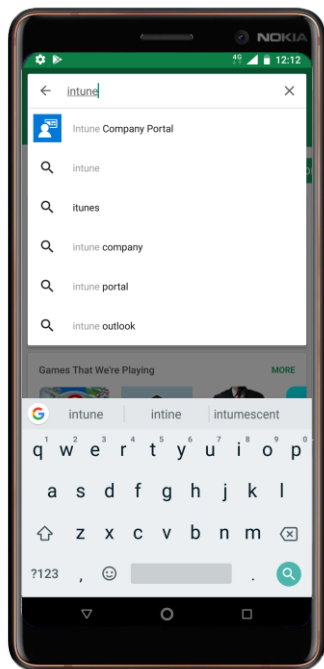 NOKIA
4G 12:12
intune
Intune Company Portal
intune
itunes
intune company
intune portal
intune outlook
Games That We're Playing MORE
G intune intine intumescent
1 2 3 4 5 6 7 8 9 0
q w e r t y u i o p
a s d f g h j k l
z x c v b n m
?123 , .